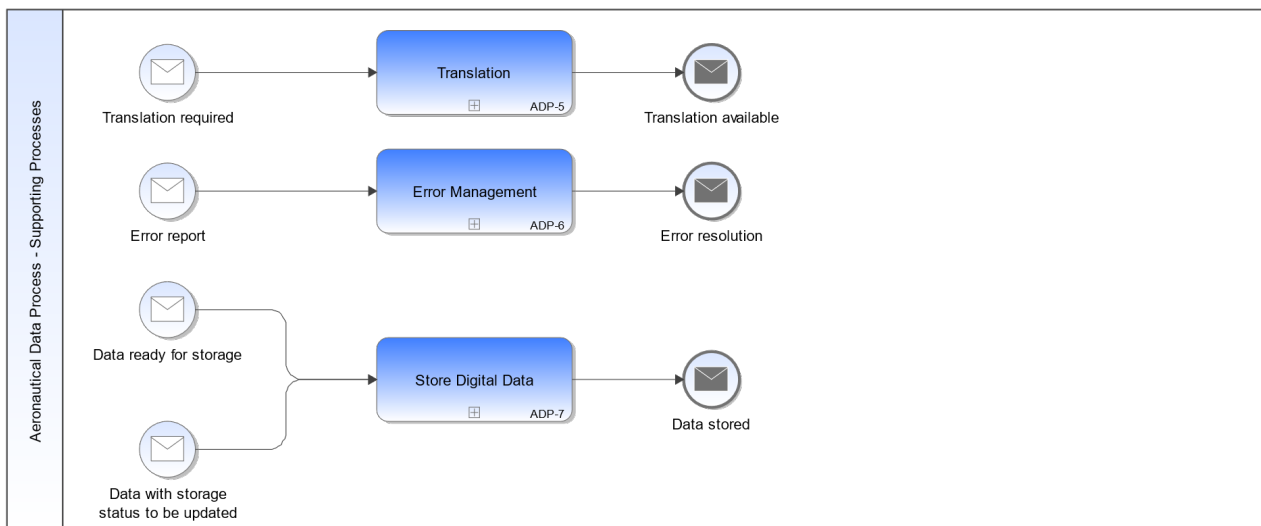 Aeronautical Data Process - Supporting Processes
Translation
ADP-5
Translation required
Translation available
Error Management
ADP-6
Error report
Error resolution
Data ready for storage
Store Digital Data
ADP-7
Data stored
Data with storage
status to be updated